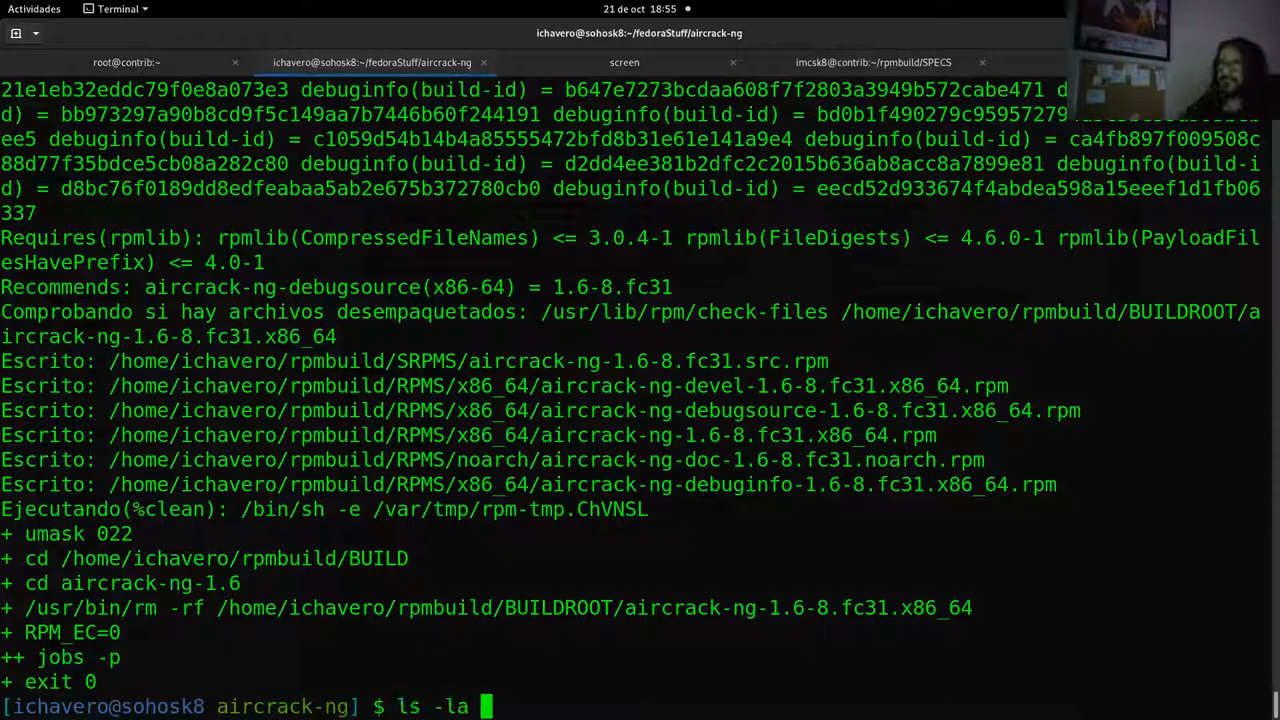 Actividades Terminal 21 de oct 18:55
ichavero@sohosk8:~/fedoraStuff/aircrack-ng
root@contrib:~ × ichavero@sohosk8:~/fedoraStuff/aircrack-ng × screen × imcsk8@contrib:~/rpmbuild/SPECS ×
21e1eb32eddc79f0e8a073e3 debuginfo(build-id) = b647e7273bcdaa608f7f2803a3949b572cabe471 d
d) = bb973297a90b8cd9f5c149aa7b7446b60f244191 debuginfo(build-id) = bd0b1f490279c95957279
ee5 debuginfo(build-id) = c1059d54b14b4a85555472bfd8b31e61e141a9e4 debuginfo(build-id) = ca4fb897f009508c
88d77f35bdce5cb08a282c80 debuginfo(build-id) = d2dd4ee381b2dfc2c2015b636ab8acc8a7899e81 debuginfo(build-i
d) = d8bc76f0189dd8edfeabaa5ab2e675b372780cb0 debuginfo(build-id) = eecd52d933674f4abdea598a15eeef1d1fb06
337
Requires(rpmlib): rpmlib(CompressedFileNames) <= 3.0.4-1 rpmlib(FileDigests) <= 4.6.0-1 rpmlib(PayloadFil
esHavePrefix) <= 4.0-1
Recommends: aircrack-ng-debugsource(x86-64) = 1.6-8.fc31
Comprobando si hay archivos desempaquetados: /usr/lib/rpm/check-files /home/ichavero/rpmbuild/BUILDROOT/a
ircrack-ng-1.6-8.fc31.x86_64
Escrito: /home/ichavero/rpmbuild/SRPMS/aircrack-ng-1.6-8.fc31.src.rpm
Escrito: /home/ichavero/rpmbuild/RPMS/x86_64/aircrack-ng-devel-1.6-8.fc31.x86_64.rpm
Escrito: /home/ichavero/rpmbuild/RPMS/x86_64/aircrack-ng-debugsource-1.6-8.fc31.x86_64.rpm
Escrito: /home/ichavero/rpmbuild/RPMS/x86_64/aircrack-ng-1.6-8.fc31.x86_64.rpm
Escrito: /home/ichavero/rpmbuild/RPMS/noarch/aircrack-ng-doc-1.6-8.fc31.noarch.rpm
Escrito: /home/ichavero/rpmbuild/RPMS/x86_64/aircrack-ng-debuginfo-1.6-8.fc31.x86_64.rpm
Ejecutando(%clean): /bin/sh -e /var/tmp/rpm-tmp.ChVNSL
+ umask 022
+ cd /home/ichavero/rpmbuild/BUILD
+ cd aircrack-ng-1.6
+ /usr/bin/rm -rf /home/ichavero/rpmbuild/BUILDROOT/aircrack-ng-1.6-8.fc31.x86_64
+ RPM_EC=0
++ jobs -p
+ exit 0
[ichavero@sohosk8 aircrack-ng] $ ls -la